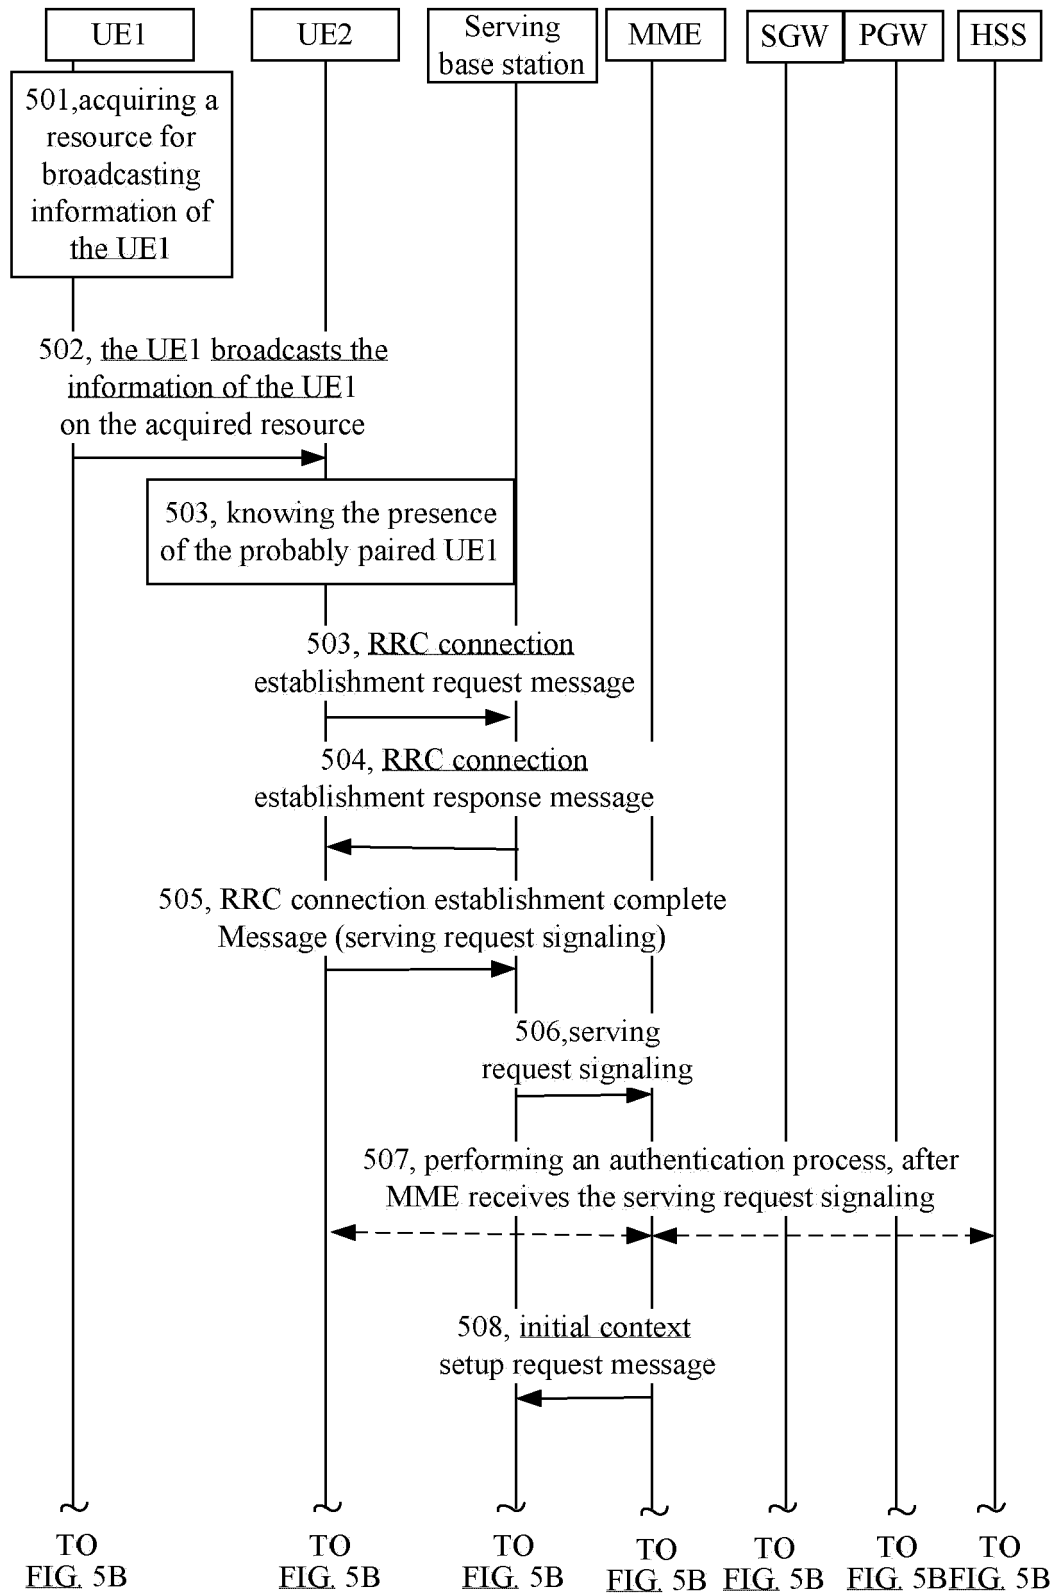 UE1
UE2
Serving
base station
MME
SGW
PGW
HSS
501,acquiring a
resource for
broadcasting
information of
the UE1
502, the UE1 broadcasts the
information of the UE1
on the acquired resource
503, knowing the presence
of the probably paired UE1
503, RRC connection
establishment request message
504, RRC connection
establishment response message
505, RRC connection establishment complete
Message (serving request signaling)
506,serving
request signaling
507, performing an authentication process, after
MME receives the serving request signaling
508, initial context
setup request message
TO
FIG. 5B
TO
FIG. 5B
TO
FIG. 5B
TO
FIG. 5B
TO
FIG. 5B
TO
FIG. 5B
TO
FIG. 5B